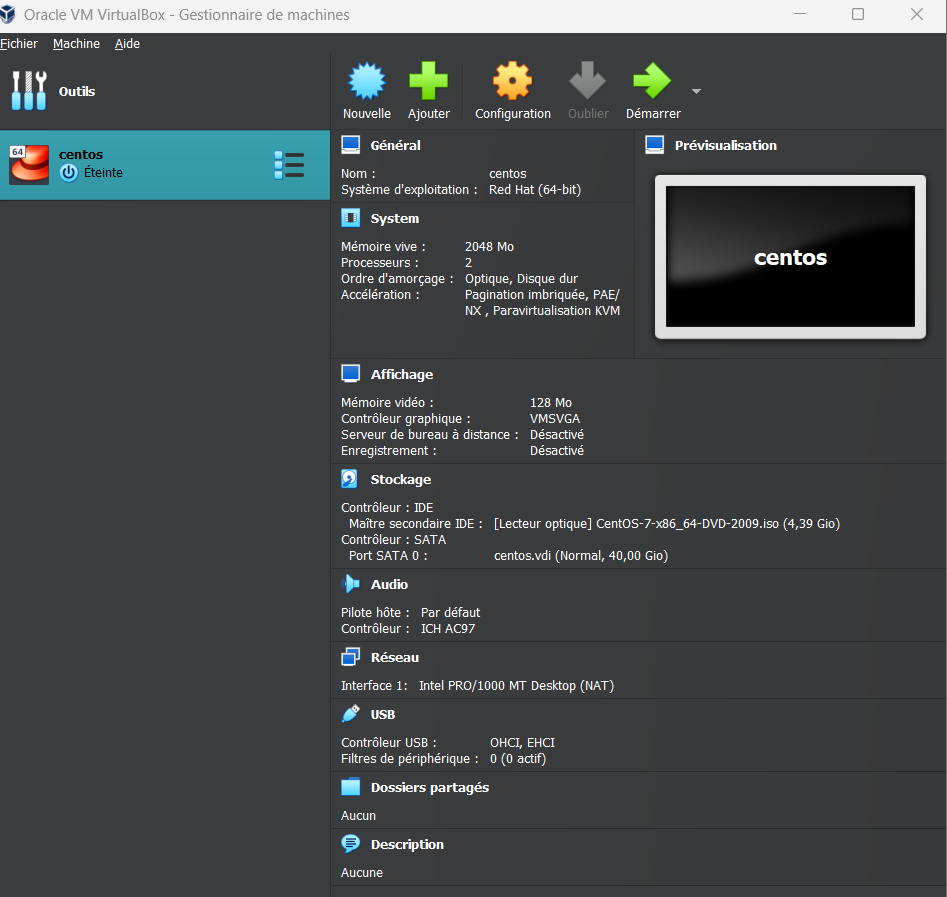 Oracle VM VirtualBox - Gestionnaire de machines
Fichier Machine Aide
Outils
Nouvelle Ajouter Configuration Oublier Démarrer
64
centos
Éteinte
Général
Nom : centos
Système d'exploitation : Red Hat (64-bit)
System
Mémoire vive : 2048 Mo
Processeurs : 2
Ordre d'amorçage : Optique, Disque dur
Accélération : Pagination imbriquée, PAE/
NX , Paravirtualisation KVM
Prévisualisation
centos
Affichage
Mémoire vidéo : 128 Mo
Contrôleur graphique : VMSVGA
Serveur de bureau à distance : Désactivé
Enregistrement : Désactivé
Stockage
Contrôleur : IDE
Maître secondaire IDE : [Lecteur optique] CentOS-7-x86_64-DVD-2009.iso (4,39 Gio)
Contrôleur : SATA
Port SATA 0 : centos.vdi (Normal, 40,00 Gio)
Audio
Pilote hôte : Par défaut
Contrôleur : ICH AC97
Réseau
Interface 1: Intel PRO/1000 MT Desktop (NAT)
USB
Contrôleur USB : OHCI, EHCI
Filtres de périphérique : 0 (0 actif)
Dossiers partagés
Aucun
Description
Aucune